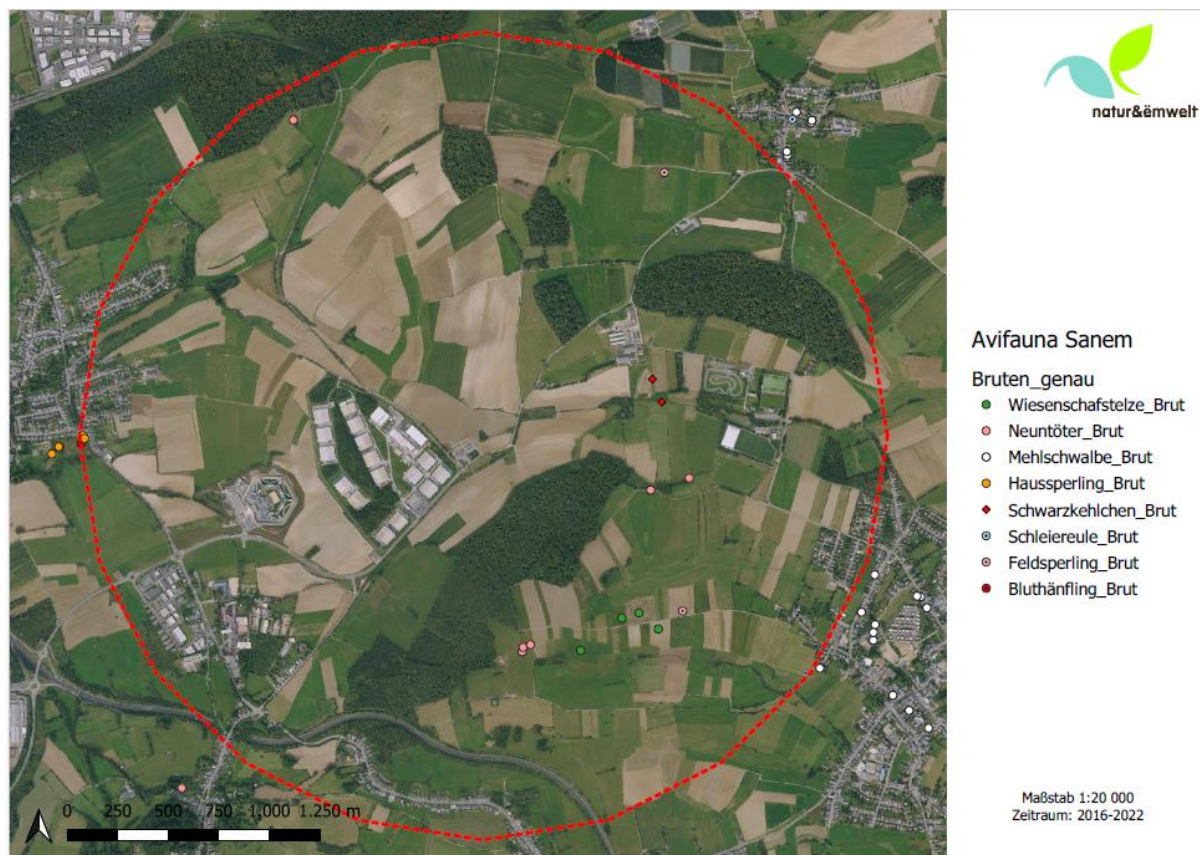 natur&ëmwelt
Avifauna Sanem
Bruten_genau
Wiesenschafstelze_Brut
Neuntöter_Brut
Mehlschwalbe_Brut
Haussperling_Brut
Schwarzkehlchen_Brut
Schleiereule_Brut
Feldsperling_Brut
Bluthänfling_Brut
0 250 500 750 1.000 1.250 m
Maßstab 1:20 000
Zeitraum: 2016-2022